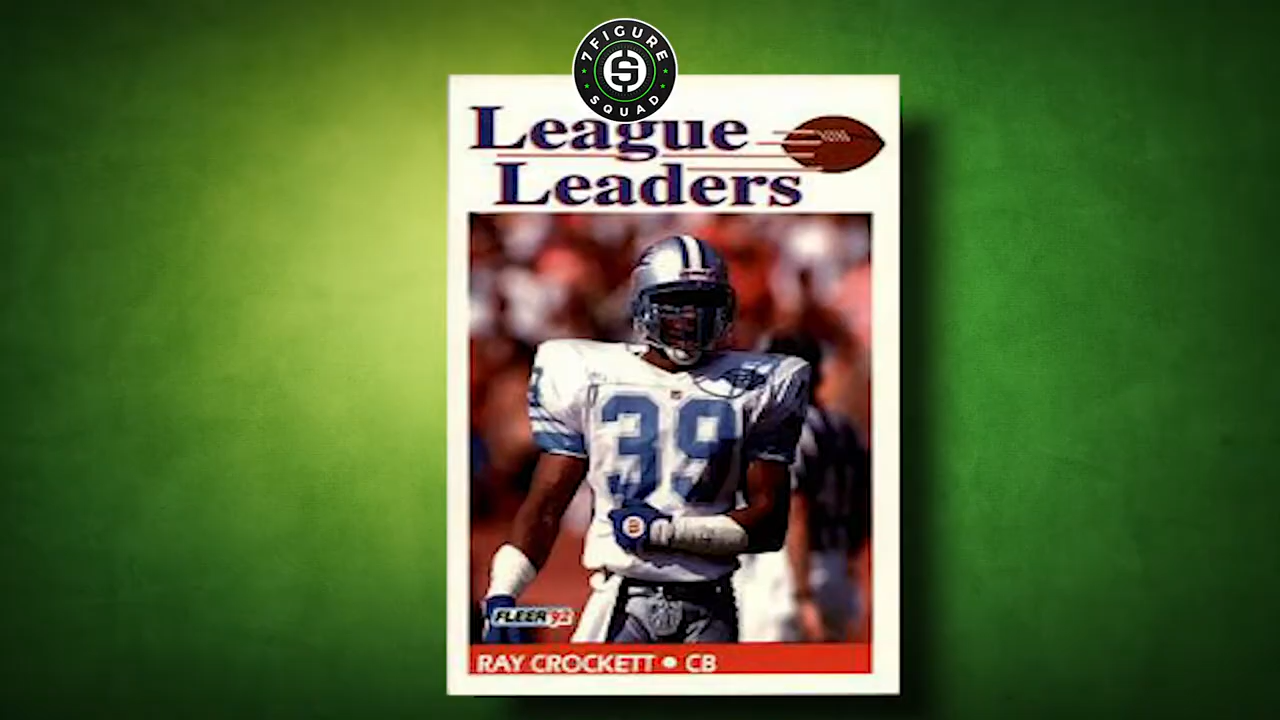 7FIGURE
SQUAD
League
Leaders
39
FLEER '92
RAY CROCKETT • CB